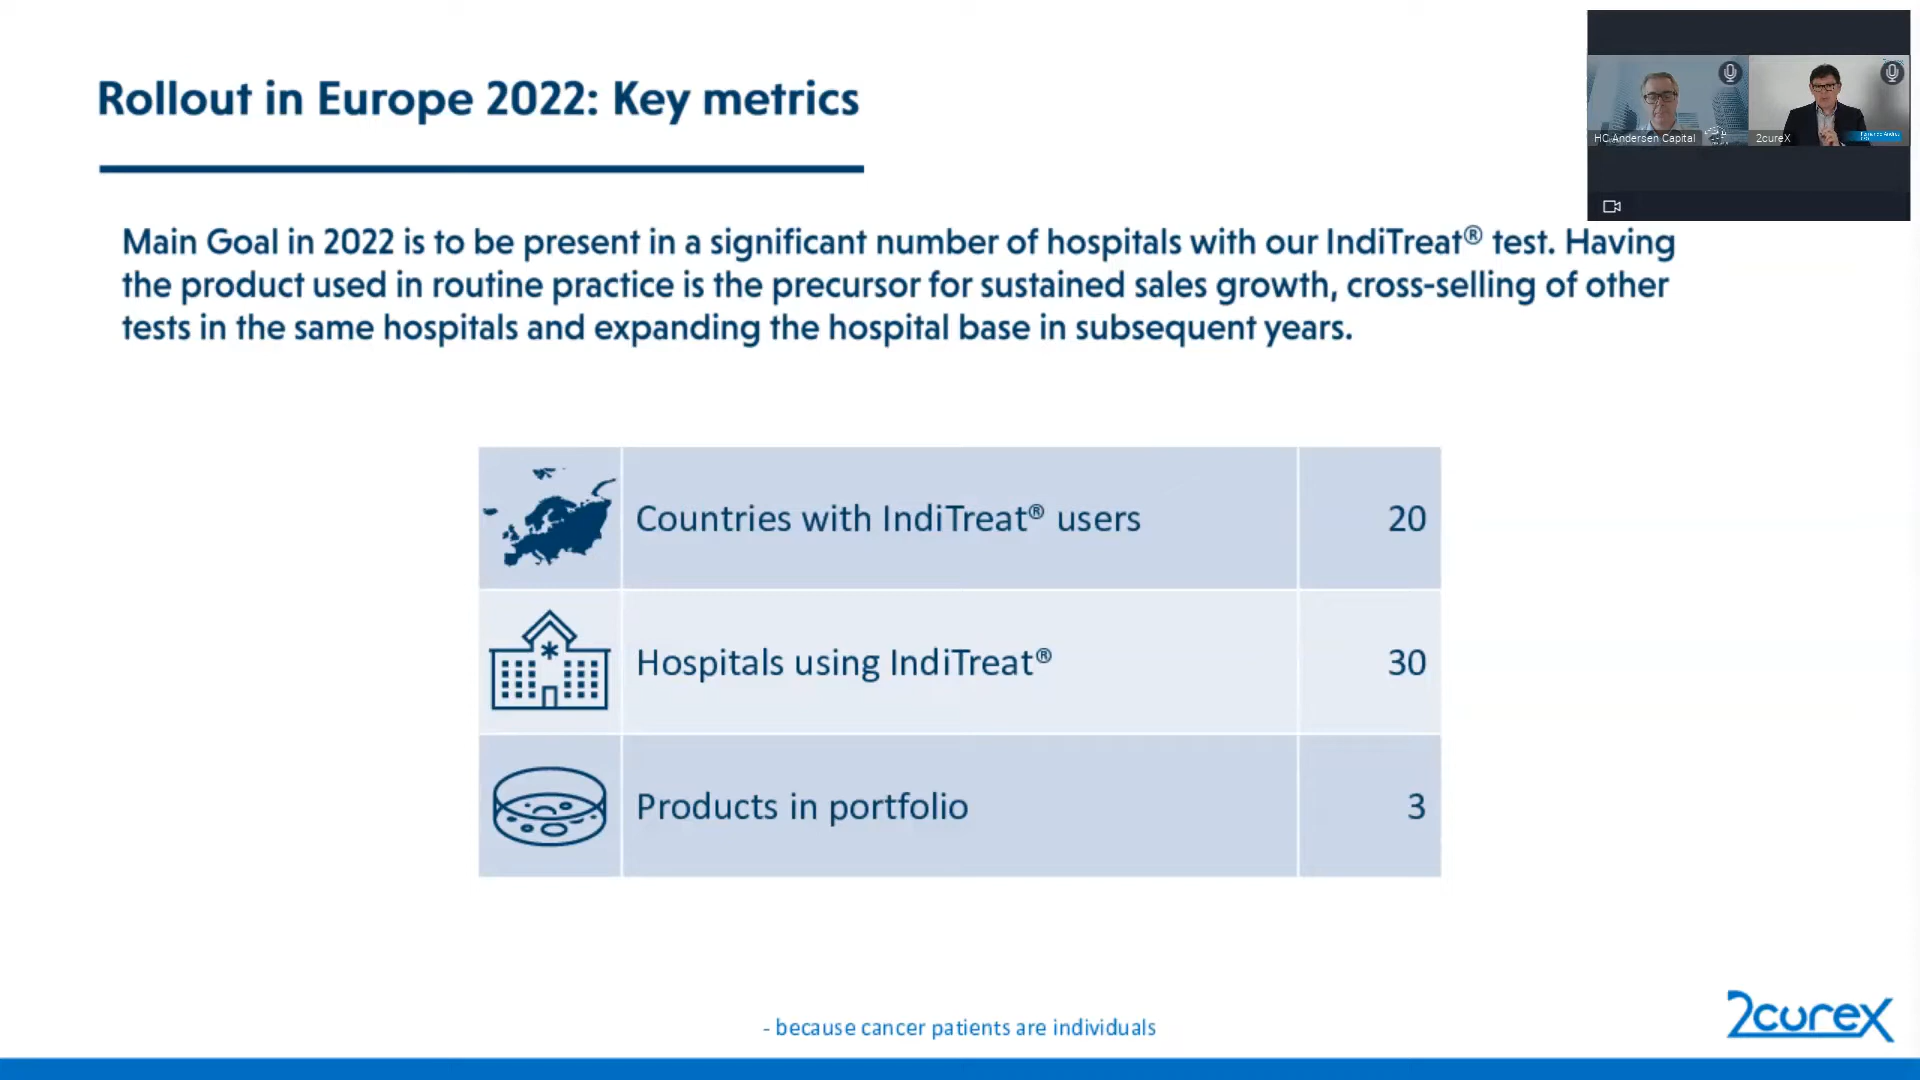 Rollout in Europe 2022: Key metrics
HC Andersen Capital
2cureX
Main Goal in 2022 is to be present in a significant number of hospitals with our IndiTreat® test. Having
the product used in routine practice is the precursor for sustained sales growth, cross-selling of other
tests in the same hospitals and expanding the hospital base in subsequent years.
Countries with IndiTreat® users 20
Hospitals using IndiTreat® 30
Products in portfolio 3
- because cancer patients are individuals
2cureX